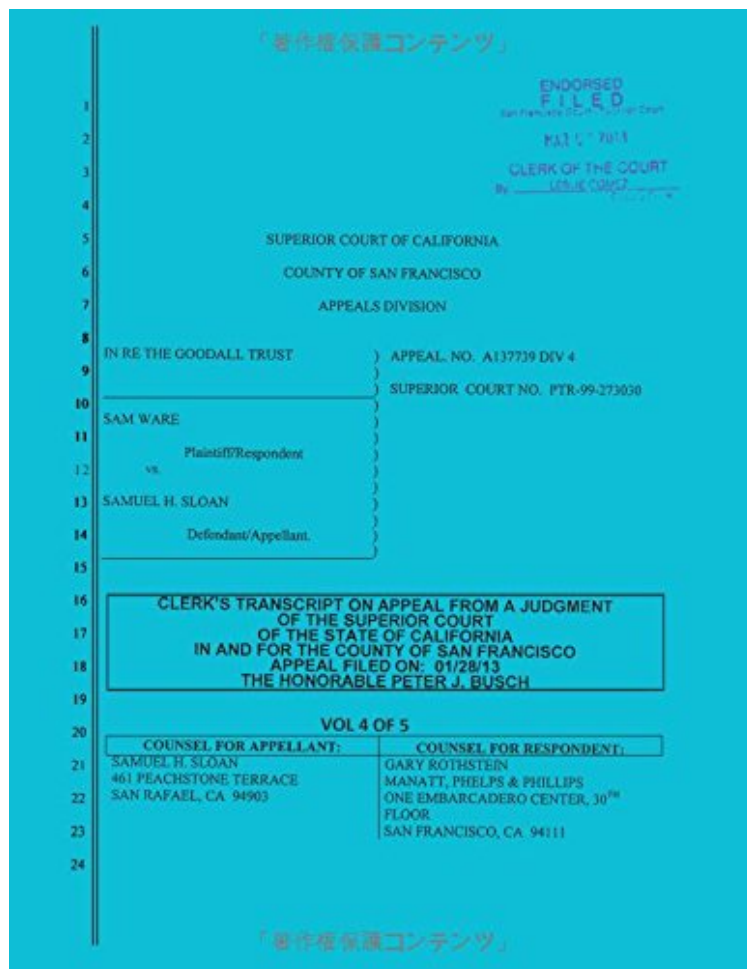 「著作権保護コンテンツ」
ENDORSED
FILED
CLERK OF THE COURT
By:
1
2
3
4
5 SUPERIOR COURT OF CALIFORNIA
6 COUNTY OF SAN FRANCISCO
7 APPEALS DIVISION
8
IN RE THE GOODALL TRUST ) APPEAL. NO. A137739 DIV 4
9 )
) SUPERIOR COURT NO. PTR-99-273030
10 )
SAM WARE )
11 )
Plaintiff/Respondent )
12 vs. )
)
13 SAMUEL H. SLOAN )
)
14 Defendant/Appellant. )
)
15
16 CLERK'S TRANSCRIPT ON APPEAL FROM A JUDGMENT
OF THE SUPERIOR COURT
17 OF THE STATE OF CALIFORNIA
IN AND FOR THE COUNTY OF SAN FRANCISCO
18 APPEAL FILED ON: 01/28/13
THE HONORABLE PETER J. BUSCH
19
20 VOL 4 OF 5
COUNSEL FOR APPELLANT: COUNSEL FOR RESPONDENT:
21 SAMUEL H. SLOAN GARY ROTHSTEIN
461 PEACHSTONE TERRACE MANATT, PHELPS & PHILLIPS
22 SAN RAFAEL, CA 94903 ONE EMBARCADERO CENTER, 30TH
FLOOR
23 SAN FRANCISCO, CA 94111
24
「著作権保護コンテンツ」